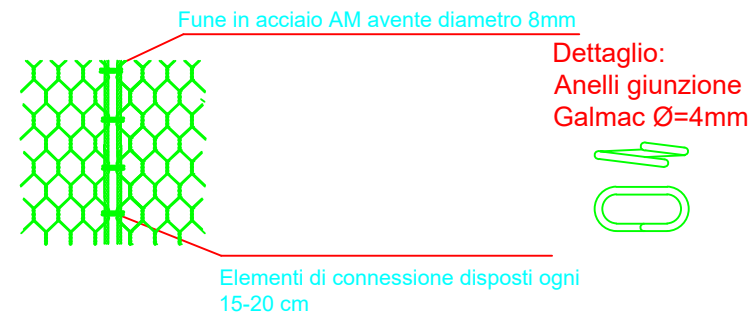 Fune in acciaio AM avente diametro 8mm
Dettaglio:
Anelli giunzione
Galmac Ø=4mm
Elementi di connessione disposti ogni
15-20 cm